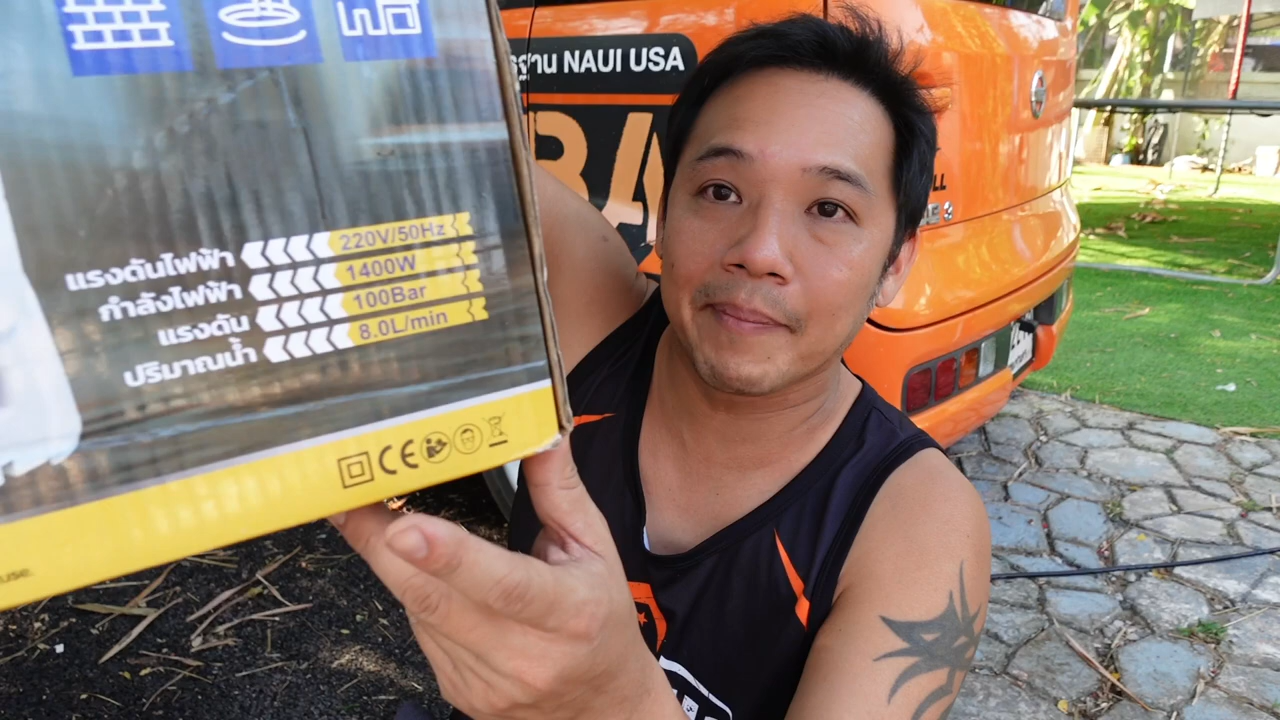 รฐาน NAUI USA
BA
แรงดันไฟฟ้า 220V/50Hz
กำลังไฟฟ้า 1400W
แรงดัน 100Bar
ปริมาณน้ำ 8.0L/min
CE
use.